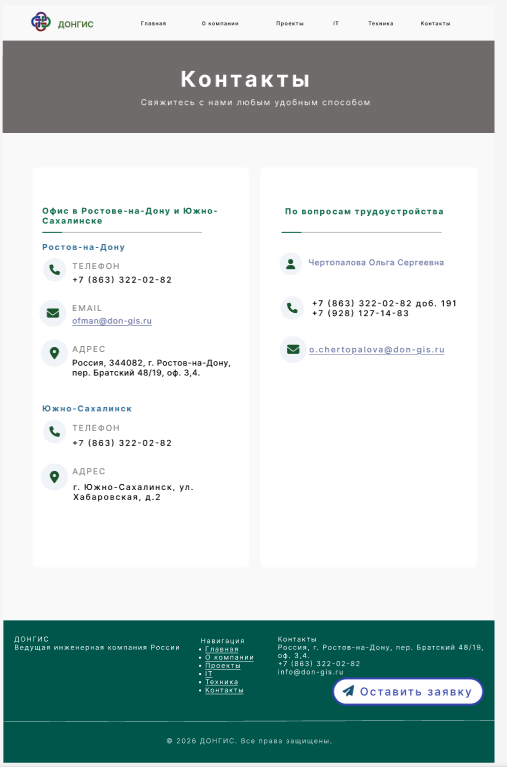 ДОНГИС
Главная
О компании
Проекты
IT
Техника
Контакты
Контакты
Свяжитесь с нами любым удобным способом
Офис в Ростове-на-Дону и Южно-
Сахалинске
Ростов-на-Дону
ТЕЛЕФОН
+7 (863) 322-02-82
EMAIL
ofman@don-gis.ru
АДРЕС
Россия, 344082, г. Ростов-на-Дону,
пер. Братский 48/19, оф. 3,4.
Южно-Сахалинск
ТЕЛЕФОН
+7 (863) 322-02-82
АДРЕС
г. Южно-Сахалинск, ул.
Хабаровская, д.2
По вопросам трудоустройства
Чертопалова Ольга Сергеевна
+7 (863) 322-02-82 доб. 191
+7 (928) 127-14-83
o.chertopalova@don-gis.ru
ДОНГИС
Ведущая инженерная компания России
Навигация
• Главная
• О компании
• Проекты
• IT
• Техника
• Контакты
Контакты
Россия, г. Ростов-на-Дону, пер. Братский 48/19,
оф. 3,4.
+7 (863) 322-02-82
info@don-gis.ru
Оставить заявку
© 2026 ДОНГИС. Все права защищены.